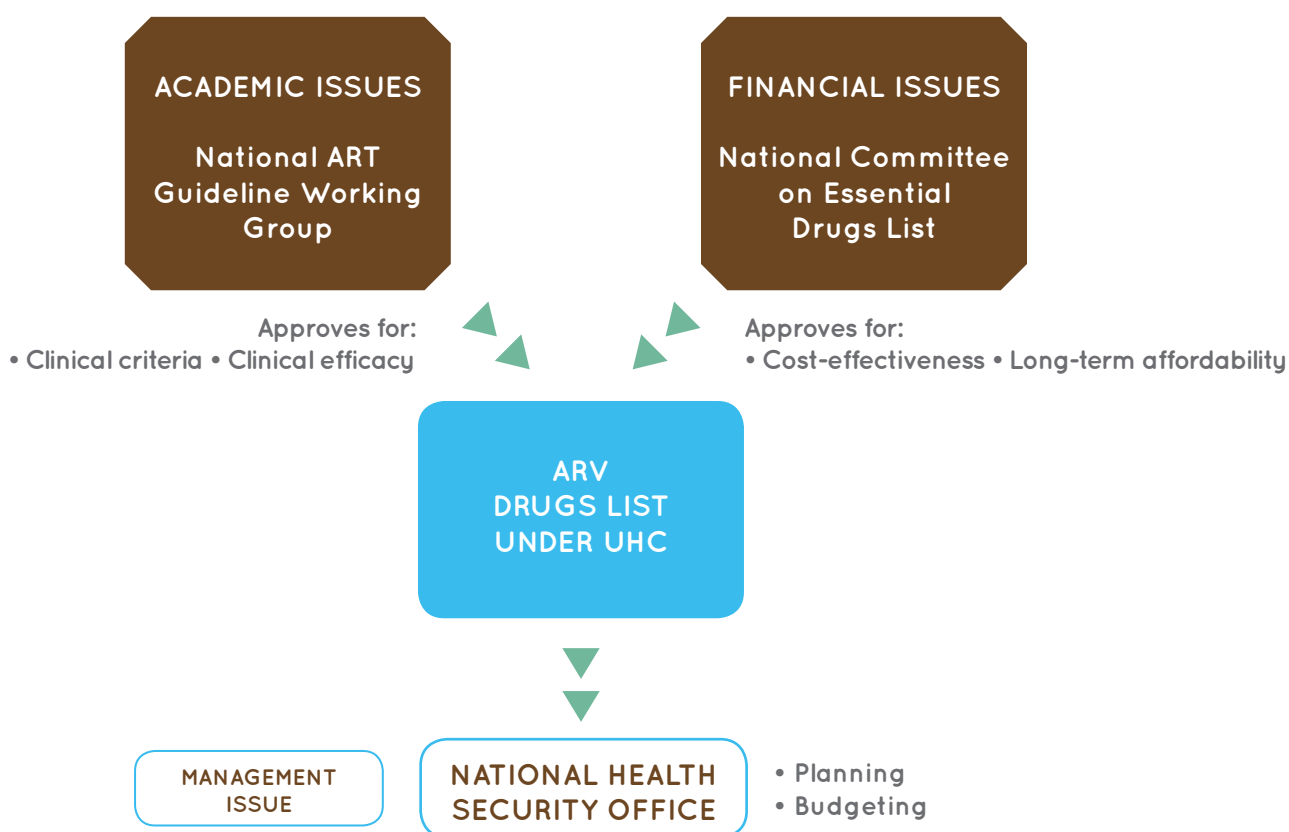 ACADEMIC ISSUES
National ART
Guideline Working
Group
FINANCIAL ISSUES
National Committee
on Essential
Drugs List
Approves for:
• Clinical criteria • Clinical efficacy
Approves for:
• Cost-effectiveness • Long-term affordability
ARV
DRUGS LIST
UNDER UHC
MANAGEMENT
ISSUE
NATIONAL HEALTH
SECURITY OFFICE
• Planning
• Budgeting